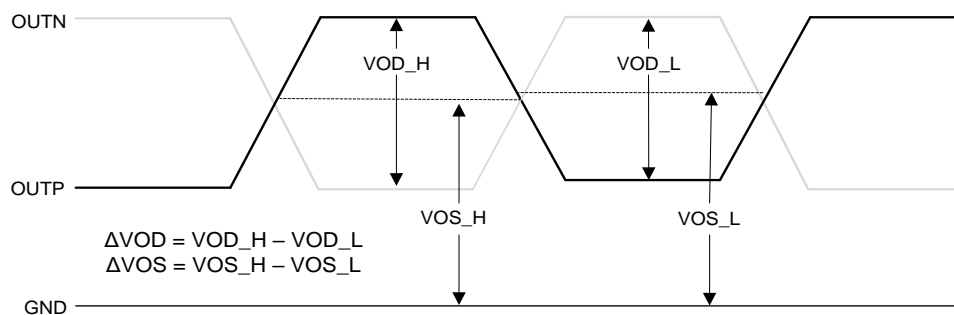 OUTN
VOD_H
VOD_L
OUTP
VOS_H
VOS_L
ΔVOD = VOD_H – VOD_L
ΔVOS = VOS_H – VOS_L
GND